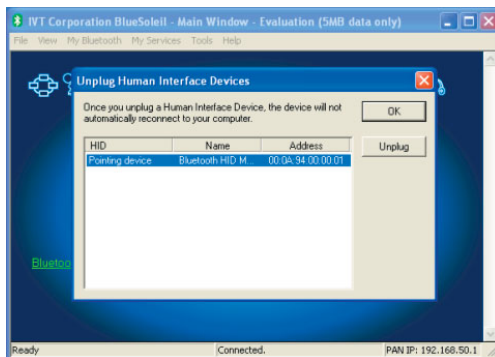 IVT Corporation BlueSoleil - Main Window - Evaluation (5MB data only)
File View My Bluetooth My Services Tools Help
Unplug Human Interface Devices
Once you unplug a Human Interface Device, the device will not
automatically reconnect to your computer.
OK
HID Name Address
Unplug
Pointing device Bluetooth HID M... 00:0A:94:00:00:01
Bluetoo
Ready Connected. PAN IP: 192.168.50.1